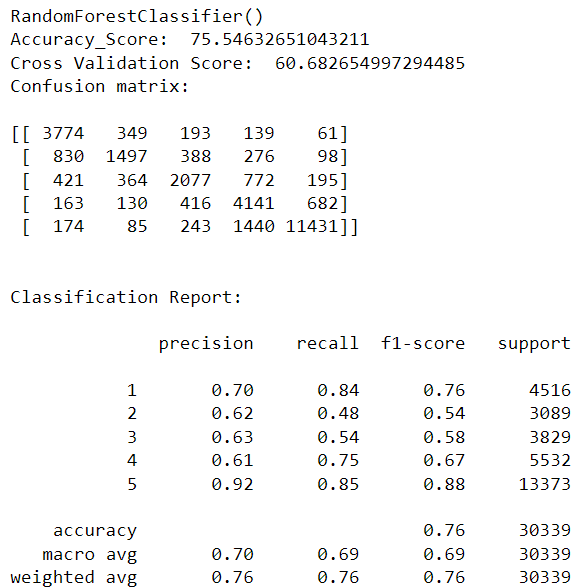 RandomForestClassifier()
Accuracy_Score:  75.54632651043211
Cross Validation Score:  60.682654997294485
Confusion matrix:
[[ 3774   349   193   139    61]
 [  830  1497   388   276    98]
 [  421   364  2077   772   195]
 [  163   130   416  4141   682]
 [  174    85   243  1440 11431]]
Classification Report:
              precision    recall  f1-score   support
           1       0.70      0.84      0.76      4516
           2       0.62      0.48      0.54      3089
           3       0.63      0.54      0.58      3829
           4       0.61      0.75      0.67      5532
           5       0.92      0.85      0.88     13373
    accuracy                           0.76     30339
   macro avg       0.70      0.69      0.69     30339
weighted avg       0.76      0.76      0.76     30339